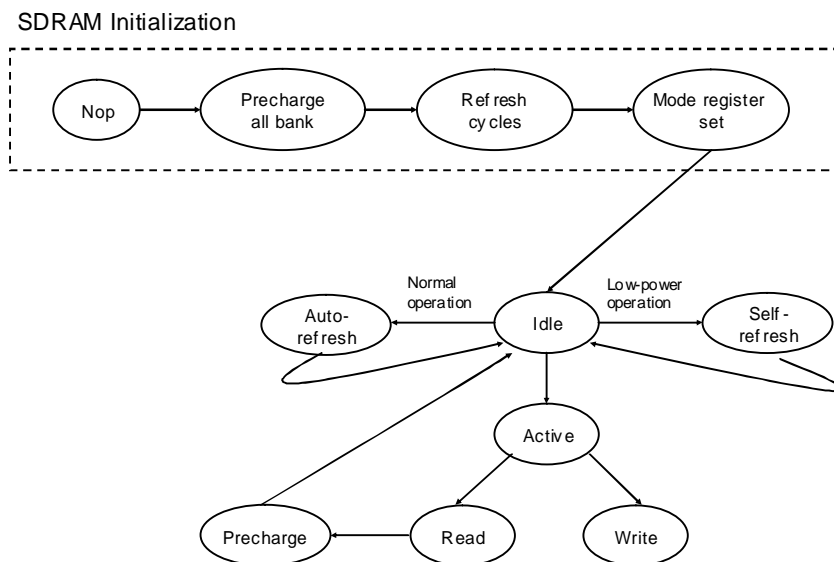 SDRAM Initialization
Nop
Precharge
all bank
Refresh
cycles
Mode register
set
Normal
operation
Low-power
operation
Auto-
refresh
Idle
Self-
refresh
Active
Precharge
Read
Write